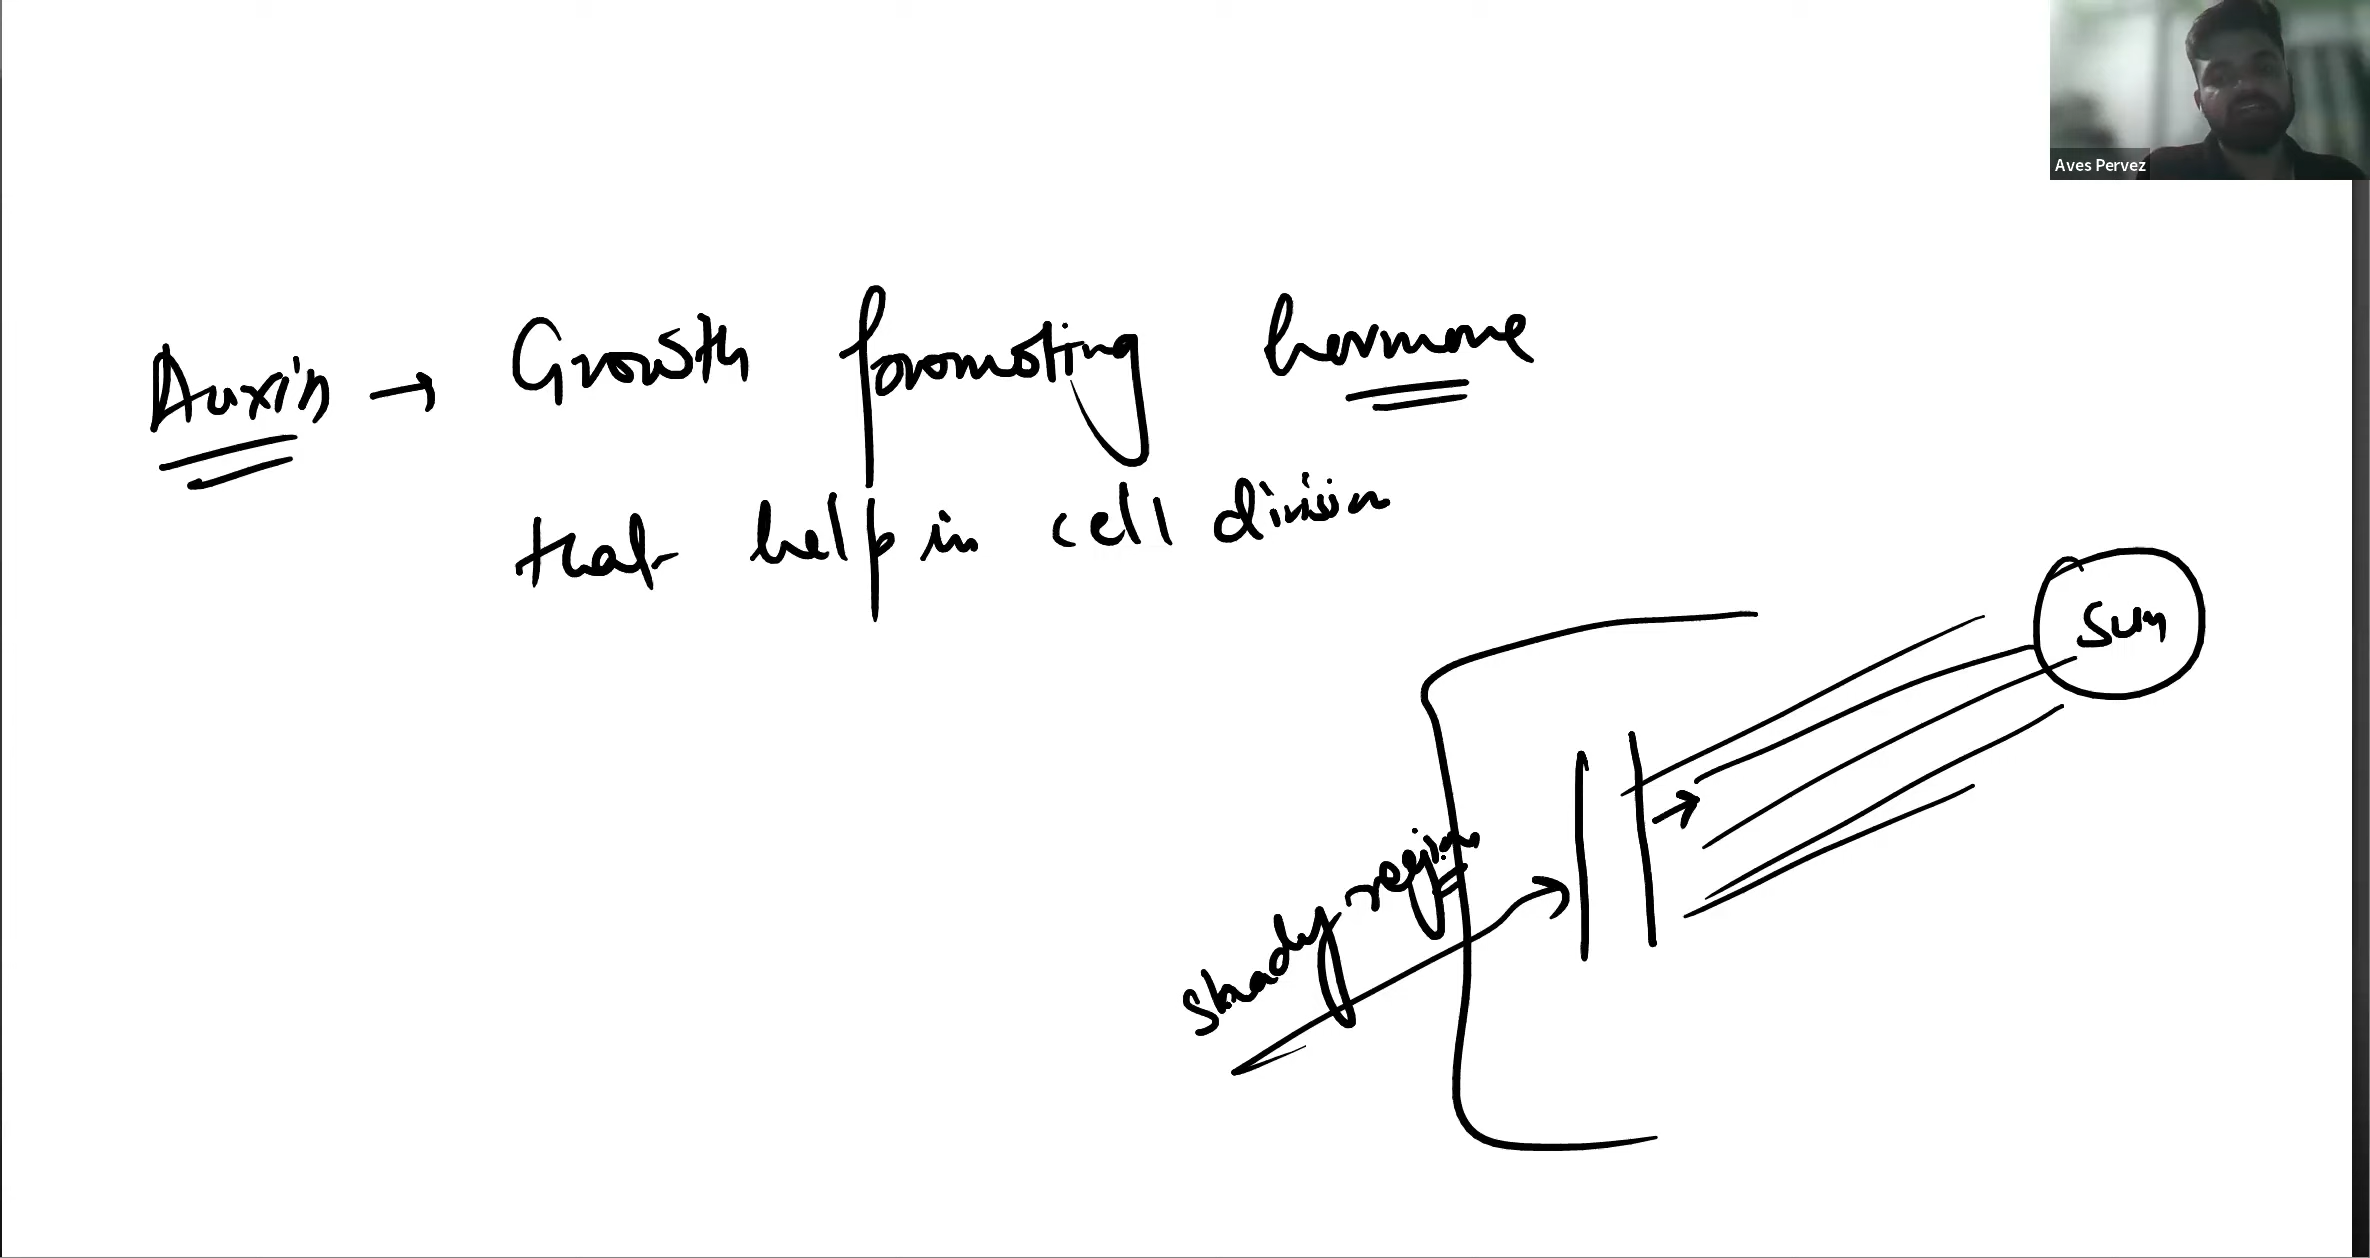 Aves Pervez
Auxin → Growth promoting hormone
that help in cell division
Sun
Shady region